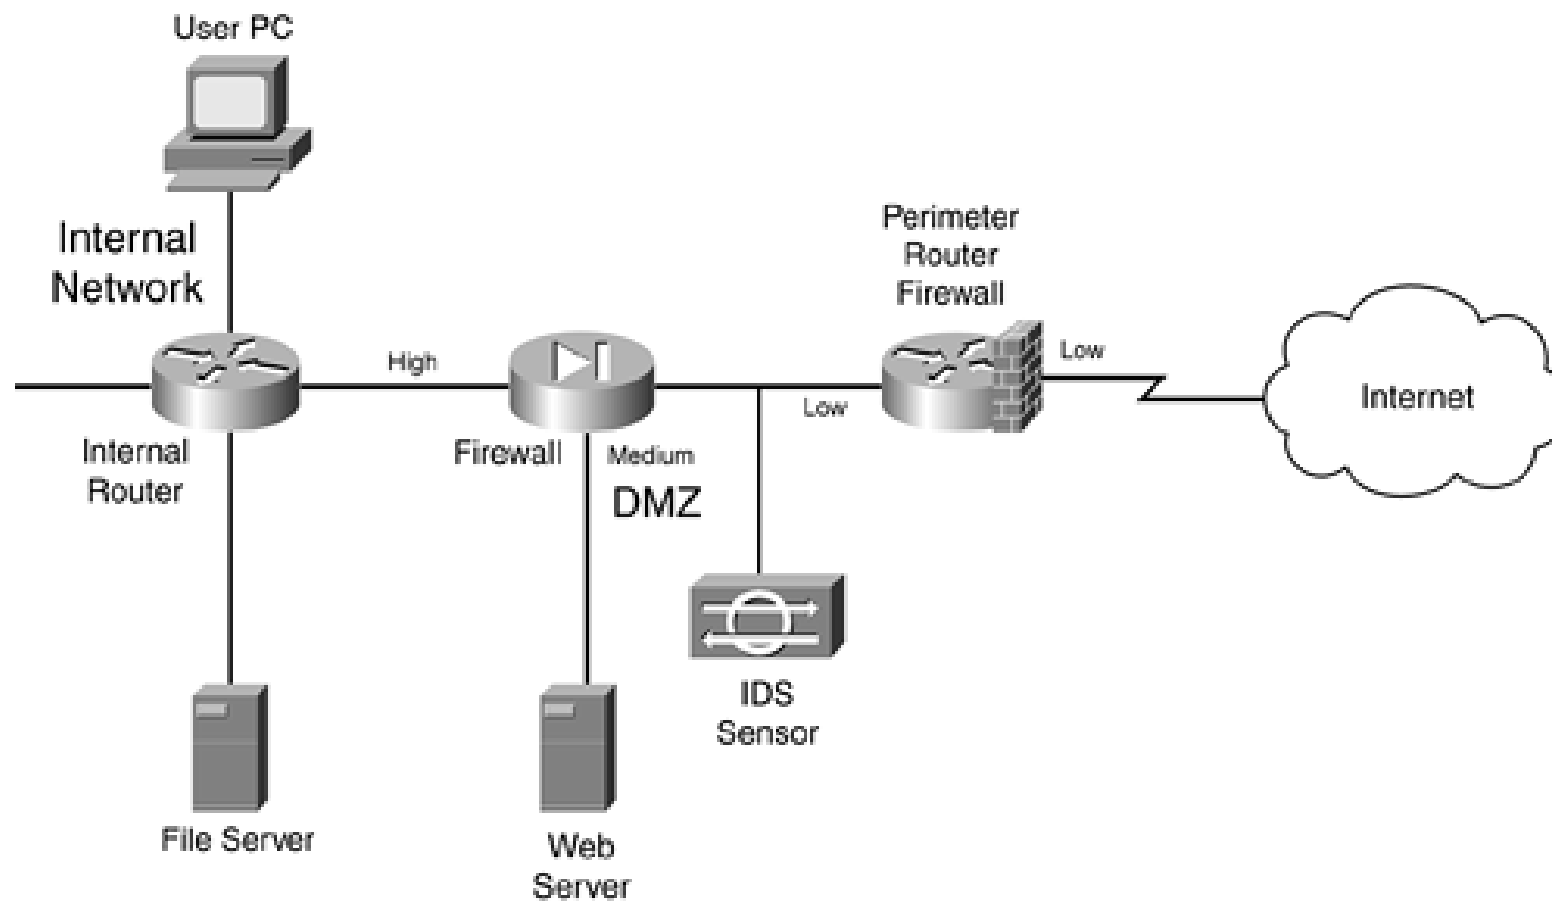 User PC
Internal
Network
Perimeter
Router
Firewall
High
Low
Low
Internet
Internal
Router
Firewall
Medium
DMZ
IDS
Sensor
File Server
Web
Server